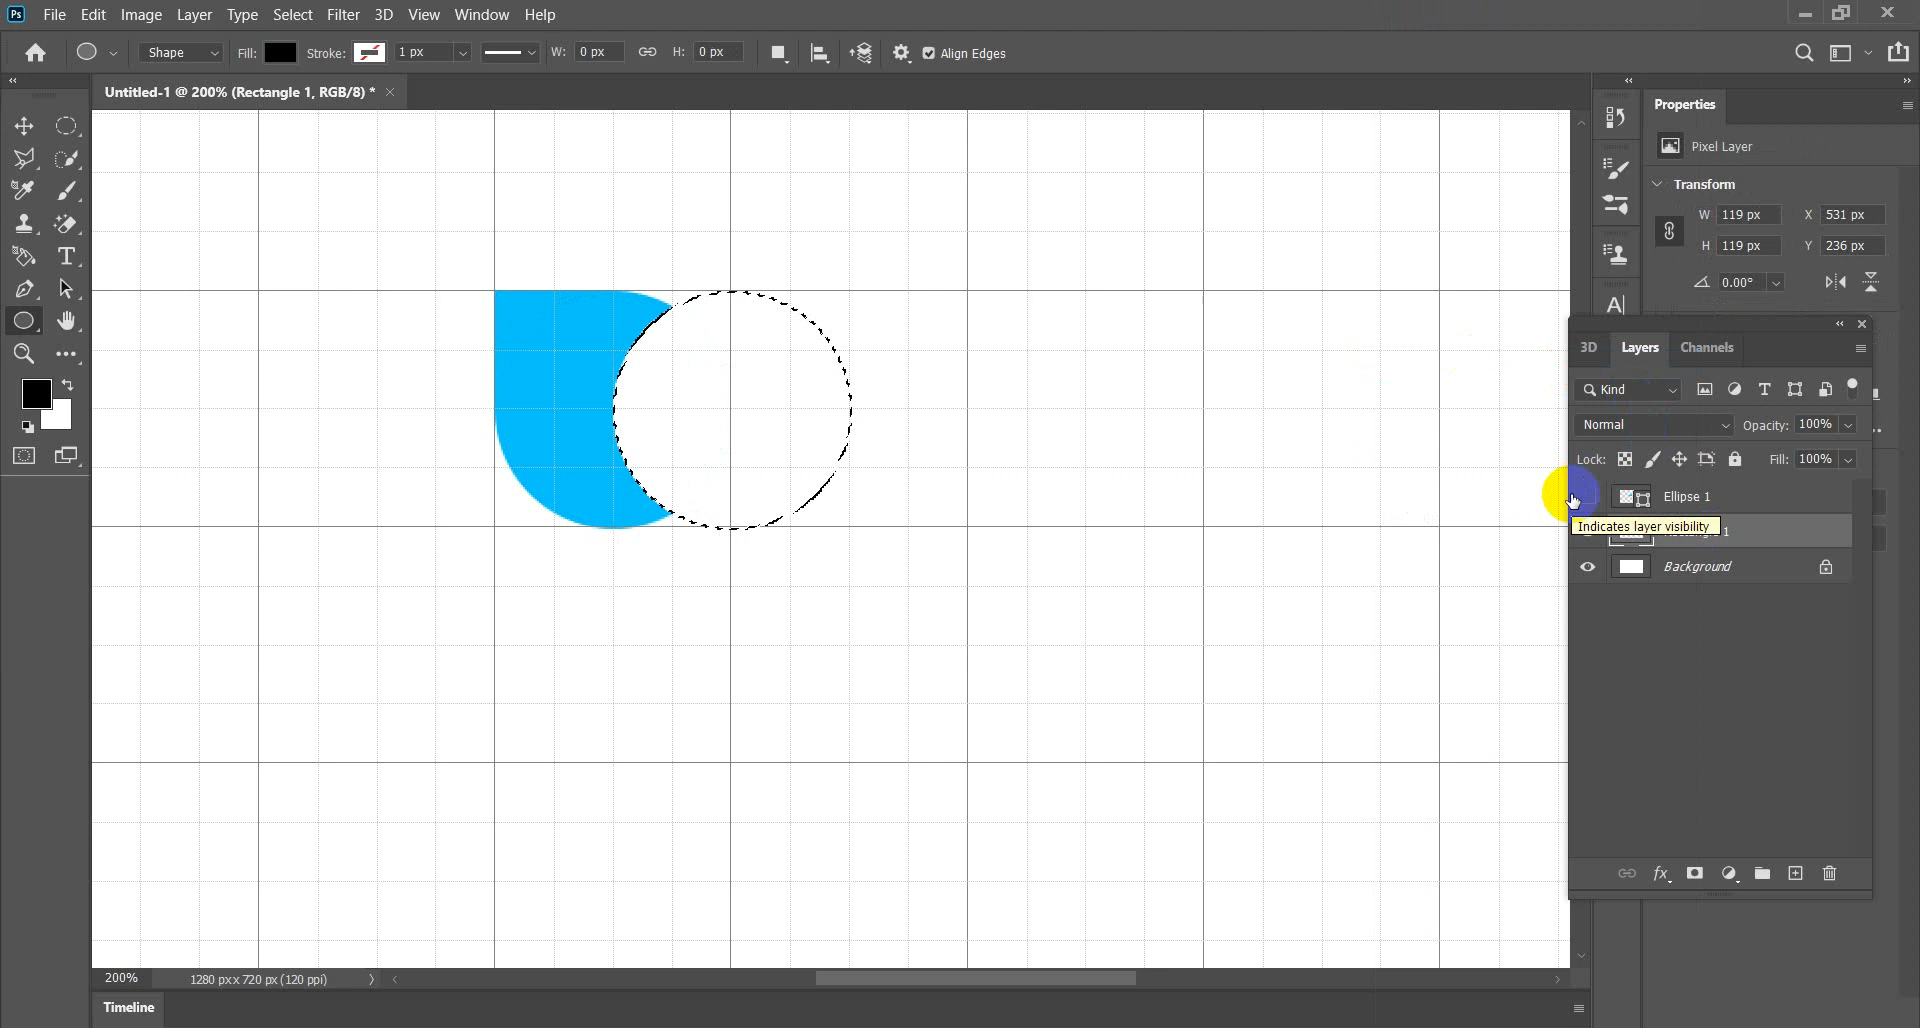 Ps File Edit Image Layer Type Select Filter 3D View Window Help
Shape Fill: Stroke: 1 px W: 0 px H: 0 px Align Edges
Untitled-1 @ 200% (Rectangle 1, RGB/8) *
Properties
Pixel Layer
Transform
W 119 px X 531 px
H 119 px Y 236 px
0.00°
3D Layers Channels
Kind
Normal Opacity: 100%
Lock: Fill: 100%
Ellipse 1
Indicates layer visibility
1
Background
200% 1280 px x 720 px (120 ppi)
Timeline